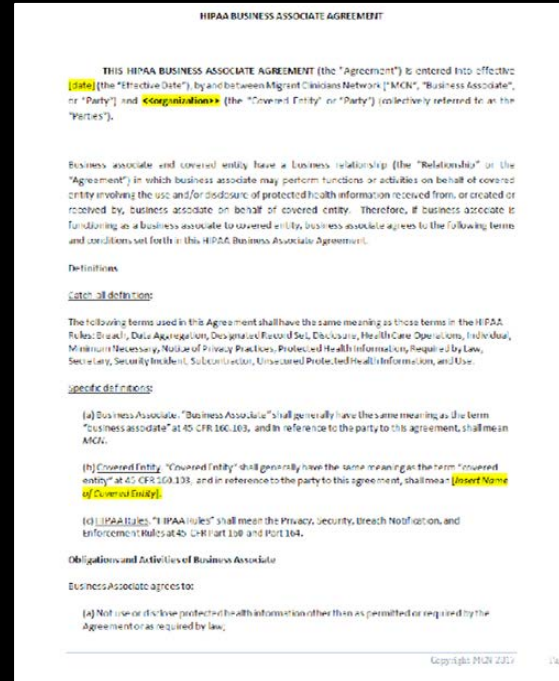 HIPAA BUSINESS ASSOCIATE AGREEMENT
THIS HIPAA BUSINESS ASSOCIATE AGREEMENT (the "Agreement") is entered into effective
[date] (the "Effective Date"), by and between Migrant Clinicians Network ("MCN", "Business Associate",
or "Party") and <<organization>> (the "Covered Entity" or "Party") (collectively referred to as the
"Parties").
Business associate and covered entity have a business relationship (the "Relationship" or the
"Agreement") in which business associate may perform functions or activities on behalf of covered
entity involving the use and/or disclosure of protected health information received from, or created or
received by, business associate on behalf of covered entity. Therefore, if business associate is
functioning as a business associate to covered entity, business associate agrees to the following terms
and conditions set forth in this HIPAA Business Associate Agreement.
Definitions
Catch-all definition:
The following terms used in this Agreement shall have the same meaning as those terms in the HIPAA
Rules: Breach, Data Aggregation, Designated Record Set, Disclosure, Health Care Operations, Individual,
Minimum Necessary, Notice of Privacy Practices, Protected Health Information, Required by Law,
Secretary, Security Incident, Subcontractor, Unsecured Protected Health Information, and Use.
Specific definitions:
(a) Business Associate. "Business Associate" shall generally have the same meaning as the term
"business associate" at 45 CFR 160.103, and in reference to the party to this agreement, shall mean
MCN.
(b) Covered Entity. "Covered Entity" shall generally have the same meaning as the term "covered
entity" at 45 CFR 160.103, and in reference to the party to this agreement, shall mean [Insert Name
of Covered Entity].
(c) HIPAA Rules. "HIPAA Rules" shall mean the Privacy, Security, Breach Notification, and
Enforcement Rules at 45 CFR Part 160 and Part 164.
Obligations and Activities of Business Associate
Business Associate agrees to:
(a) Not use or disclose protected health information other than as permitted or required by the
Agreement or as required by law;
Copyright MCN 2017